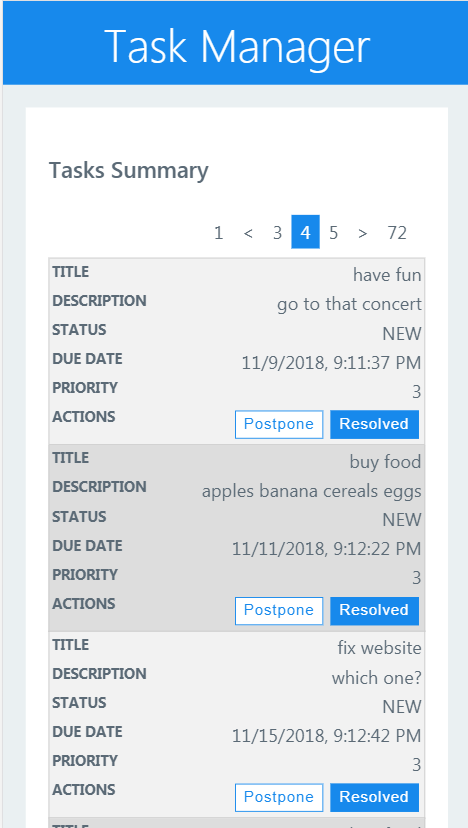 Task Manager
Tasks Summary
1 < 3 4 5 > 72
TITLE have fun
DESCRIPTION go to that concert
STATUS NEW
DUE DATE 11/9/2018, 9:11:37 PM
PRIORITY 3
ACTIONS Postpone Resolved
TITLE buy food
DESCRIPTION apples banana cereals eggs
STATUS NEW
DUE DATE 11/11/2018, 9:12:22 PM
PRIORITY 3
ACTIONS Postpone Resolved
TITLE fix website
DESCRIPTION which one?
STATUS NEW
DUE DATE 11/15/2018, 9:12:42 PM
PRIORITY 3
ACTIONS Postpone Resolved
TITLE